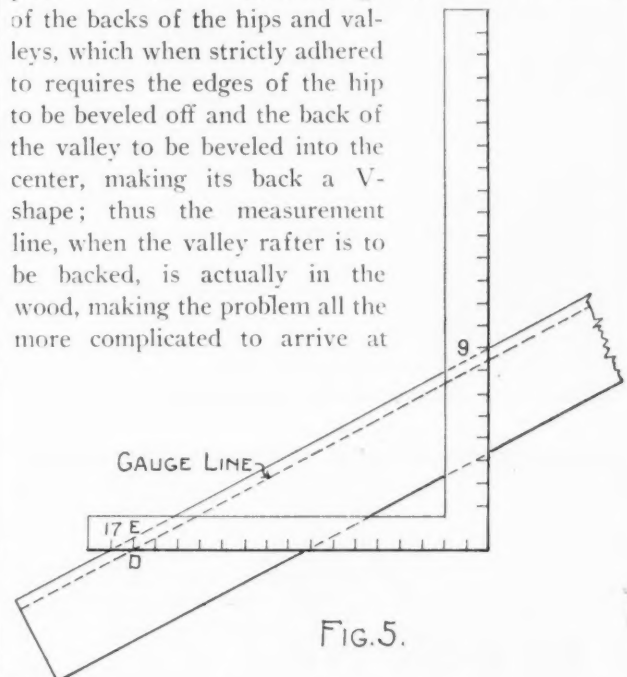 of the backs of the hips and val-
leys, which when strictly adhered
to requires the edges of the hip
to be beveled off and the back of
the valley to be beveled into the
center, making its back a V-
shape; thus the measurement
line, when the valley rafter is to
be backed, is actually in the
wood, making the problem all the
more complicated to arrive at
9
GAUGE LINE
17 E
D
FIG.5.